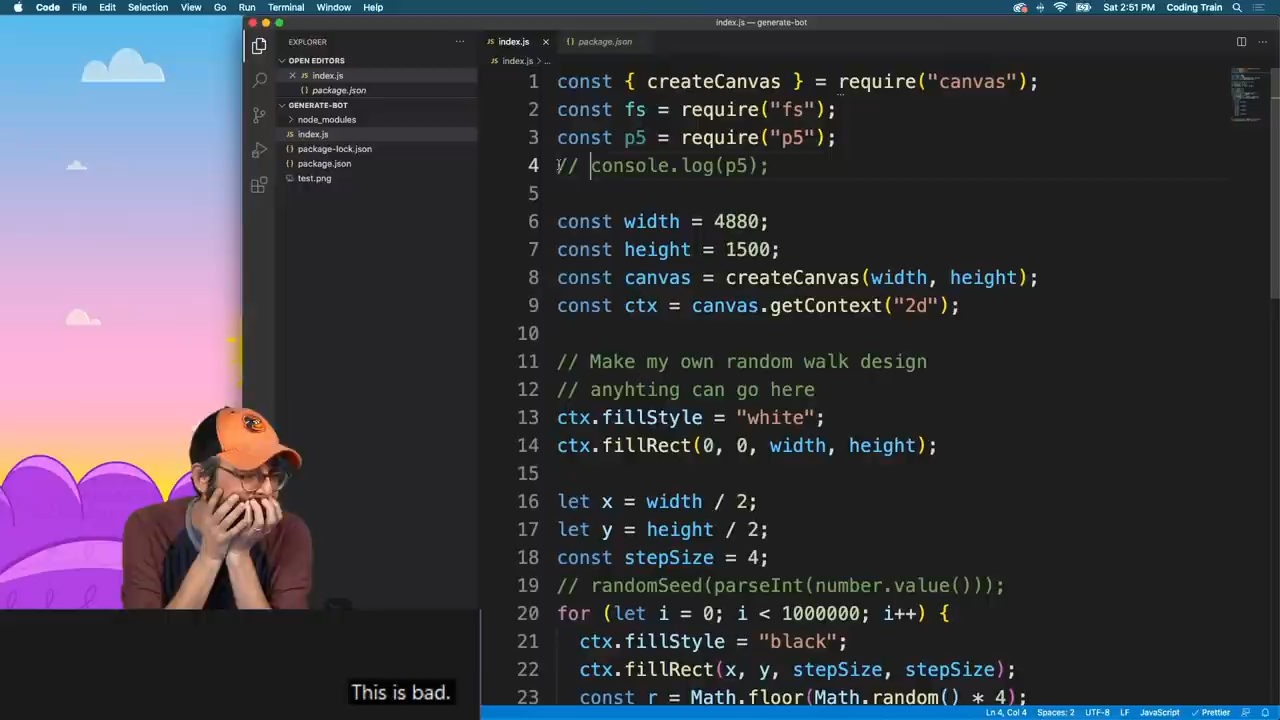 Code File Edit Selection View Go Run Terminal Window Help Sat 2:51 PM Coding Train
index.js — generate-bot
EXPLORER
OPEN EDITORS
index.js
package.json
GENERATE-BOT
node_modules
index.js
package-lock.json
package.json
test.png
index.js package.json
index.js > ...
1 const { createCanvas } = require("canvas");
2 const fs = require("fs");
3 const p5 = require("p5");
4 // console.log(p5);
5
6 const width = 4880;
7 const height = 1500;
8 const canvas = createCanvas(width, height);
9 const ctx = canvas.getContext("2d");
10
11 // Make my own random walk design
12 // anyhting can go here
13 ctx.fillStyle = "white";
14 ctx.fillRect(0, 0, width, height);
15
16 let x = width / 2;
17 let y = height / 2;
18 const stepSize = 4;
19 // randomSeed(parseInt(number.value()));
20 for (let i = 0; i < 1000000; i++) {
21 ctx.fillStyle = "black";
22 ctx.fillRect(x, y, stepSize, stepSize);
23 const r = Math.floor(Math.random() * 4);
This is bad.
Ln 4, Col 4 Spaces: 2 UTF-8 LF JavaScript Prettier